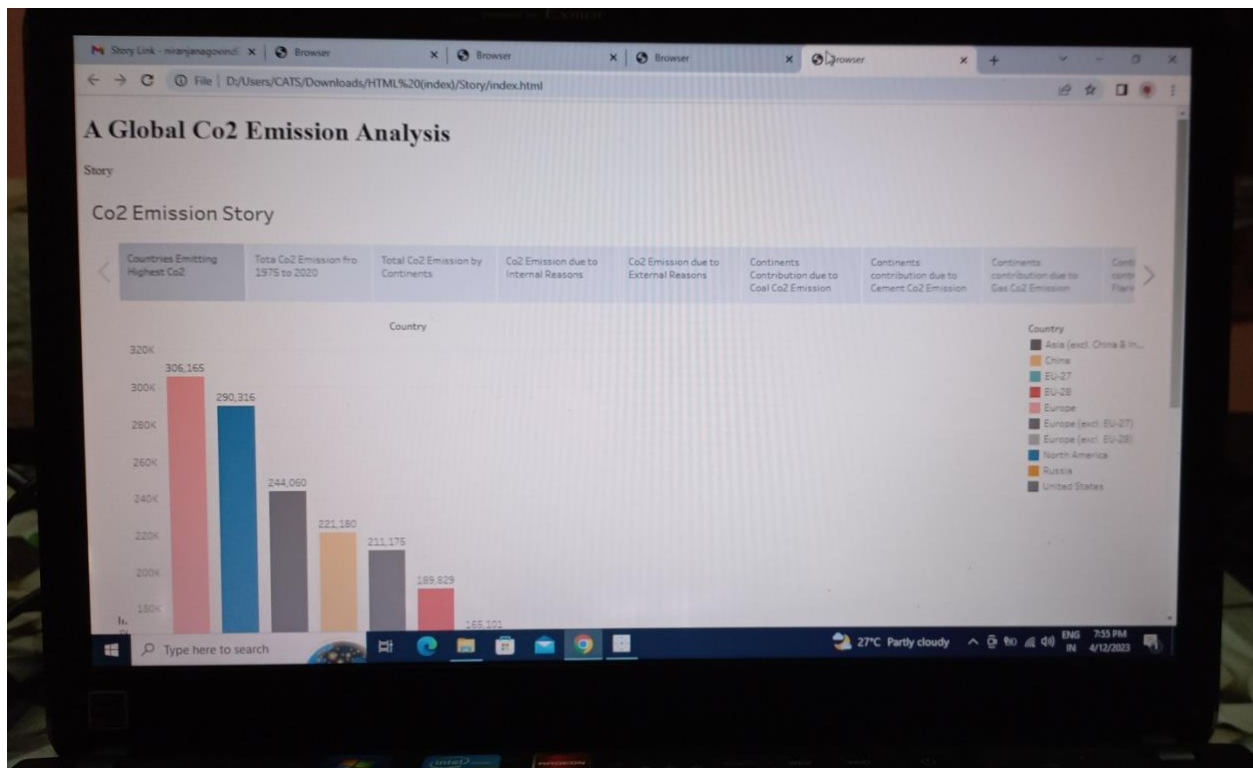 Story Link - niranjanagovind
Browser
Browser
Browser
Browser
File D:/Users/CATS/Downloads/HTML%20(index)/Story/index.html
A Global Co2 Emission Analysis
Story
Co2 Emission Story
Countries Emitting
Highest Co2
Tota Co2 Emission fro
1975 to 2020
Total Co2 Emission by
Continents
Co2 Emission due to
Internal Reasons
Co2 Emission due to
External Reasons
Continents
Contribution due to
Coal Co2 Emission
Continents
contribution due to
Cement Co2 Emission
Continents
contribution due to
Gas Co2 Emission
Conti
contr
Flarin
Country
320K
300K
280K
260K
240K
220K
200K
180K
306,165
290,316
244,060
221,180
211,175
189,829
165,101
Country
Asia (excl. China & In...
China
EU-27
EU-28
Europe
Europe (excl. EU-27)
Europe (excl. EU-28)
North America
Russia
United States
Type here to search
27°C Partly cloudy
ENG
IN
7:55 PM
4/12/2023
intel
RADEON